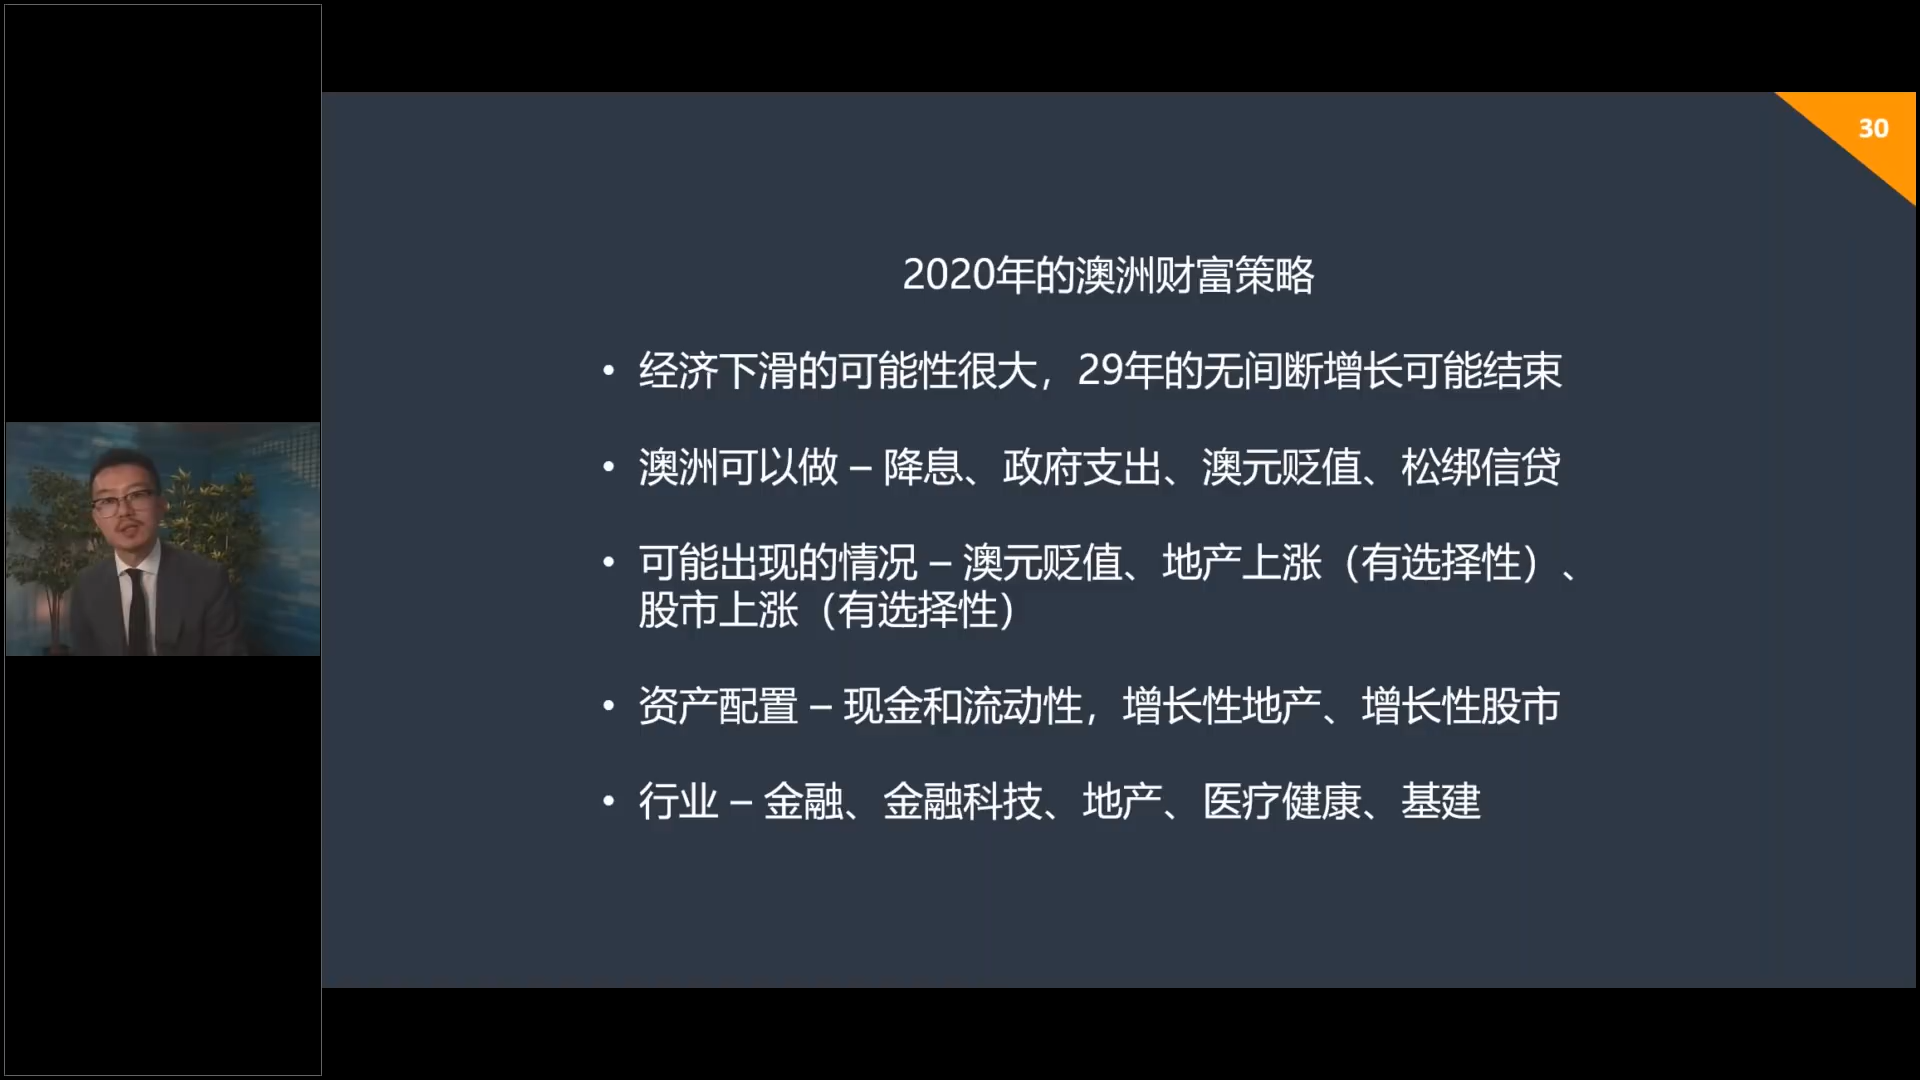 30
2020年的澳洲财富策略
• 经济下滑的可能性很大，29年的无间断增长可能结束
• 澳洲可以做 – 降息、政府支出、澳元贬值、松绑信贷
• 可能出现的情况 – 澳元贬值、地产上涨（有选择性）、
股市上涨（有选择性）
• 资产配置 – 现金和流动性，增长性地产、增长性股市
• 行业 – 金融、金融科技、地产、医疗健康、基建